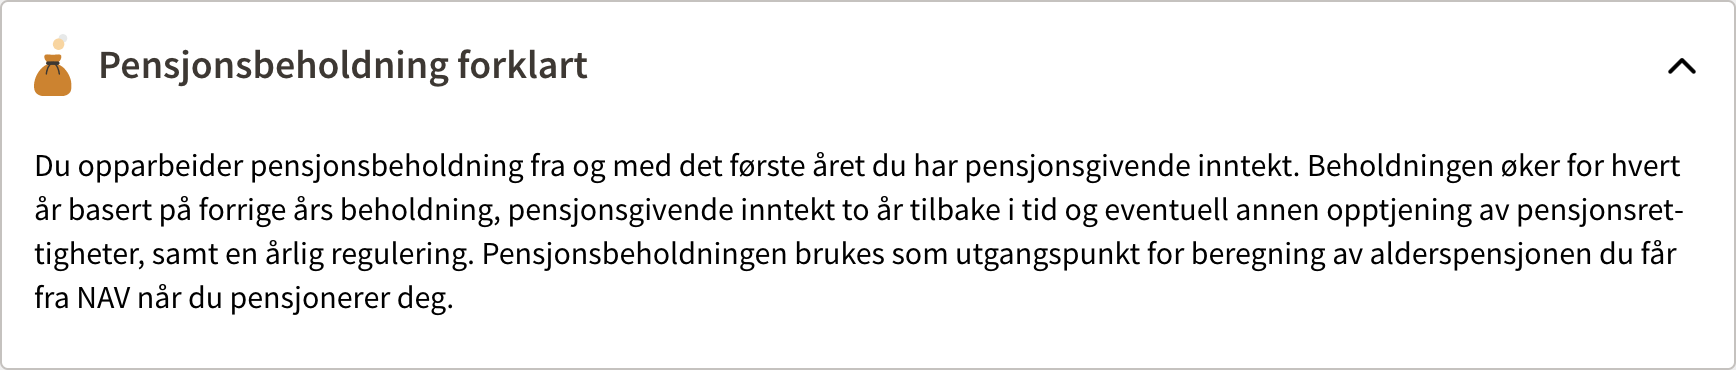 Pensjonsbeholdning forklart
Du opparbeider pensjonsbeholdning fra og med det første året du har pensjonsgivende inntekt. Beholdningen øker for hvert
år basert på forrige års beholdning, pensjonsgivende inntekt to år tilbake i tid og eventuell annen opptjening av pensjonsret-
tigheter, samt en årlig regulering. Pensjonsbeholdningen brukes som utgangspunkt for beregning av alderspensjonen du får
fra NAV når du pensjonerer deg.